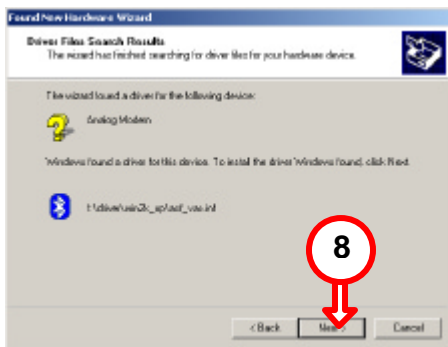 Found New Hardware Wizard
Driver Files Search Results
The wizard has finished searching for driver files for your hardware device.
The wizard found a driver for the following device:
Analog Modem
Windows found a driver for this device. To install the driver Windows found, click Next.
8
< Back Next > Cancel